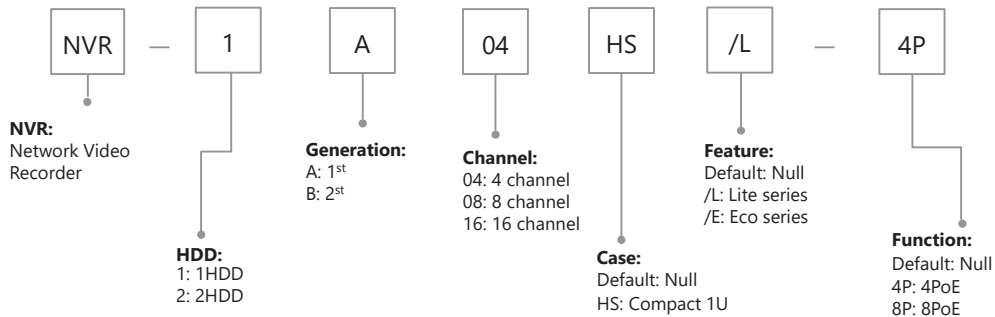 NVR — 1 A 04 HS /L — 4P
NVR:
Network Video
Recorder
HDD:
1: 1HDD
2: 2HDD
Generation:
A: 1st
B: 2st
Channel:
04: 4 channel
08: 8 channel
16: 16 channel
Case:
Default: Null
HS: Compact 1U
Feature:
Default: Null
/L: Lite series
/E: Eco series
Function:
Default: Null
4P: 4PoE
8P: 8PoE